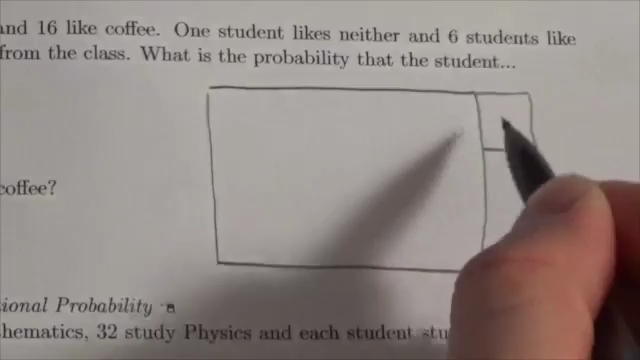 and 16 like coffee. One student likes neither and 6 students like
from the class. What is the probability that the student...
coffee?
ional Probability
hematics, 32 study Physics and each student stu